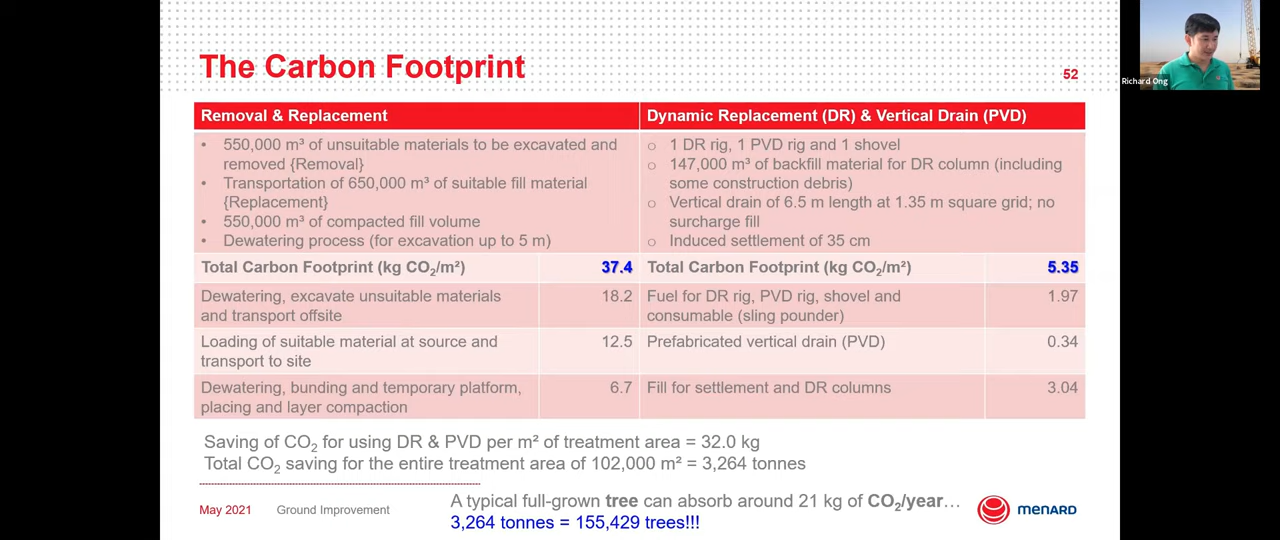 The Carbon Footprint
52
Richard Ong
Removal & Replacement
• 550,000 m³ of unsuitable materials to be excavated and
removed {Removal}
• Transportation of 650,000 m³ of suitable fill material
{Replacement}
• 550,000 m³ of compacted fill volume
• Dewatering process (for excavation up to 5 m)
Dynamic Replacement (DR) & Vertical Drain (PVD)
○ 1 DR rig, 1 PVD rig and 1 shovel
○ 147,000 m³ of backfill material for DR column (including
some construction debris)
○ Vertical drain of 6.5 m length at 1.35 m square grid; no
surcharge fill
○ Induced settlement of 35 cm
Total Carbon Footprint (kg CO₂/m²) 37.4
Total Carbon Footprint (kg CO₂/m²) 5.35
Dewatering, excavate unsuitable materials
and transport offsite 18.2
Fuel for DR rig, PVD rig, shovel and
consumable (sling pounder) 1.97
Loading of suitable material at source and
transport to site 12.5
Prefabricated vertical drain (PVD) 0.34
Dewatering, bunding and temporary platform,
placing and layer compaction 6.7
Fill for settlement and DR columns 3.04
Saving of CO₂ for using DR & PVD per m² of treatment area = 32.0 kg
Total CO₂ saving for the entire treatment area of 102,000 m² = 3,264 tonnes
May 2021 Ground Improvement
A typical full-grown tree can absorb around 21 kg of CO₂/year…
3,264 tonnes = 155,429 trees!!!
MENARD